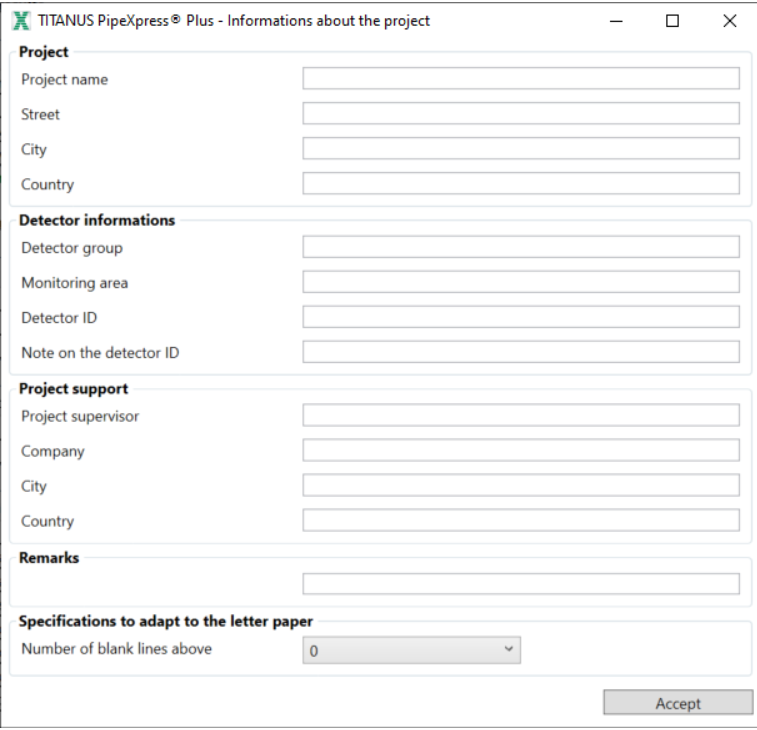 TITANUS PipeXpress® Plus - Informations about the project
Project
Project name
Street
City
Country
Detector informations
Detector group
Monitoring area
Detector ID
Note on the detector ID
Project support
Project supervisor
Company
City
Country
Remarks
Specifications to adapt to the letter paper
Number of blank lines above 0
Accept